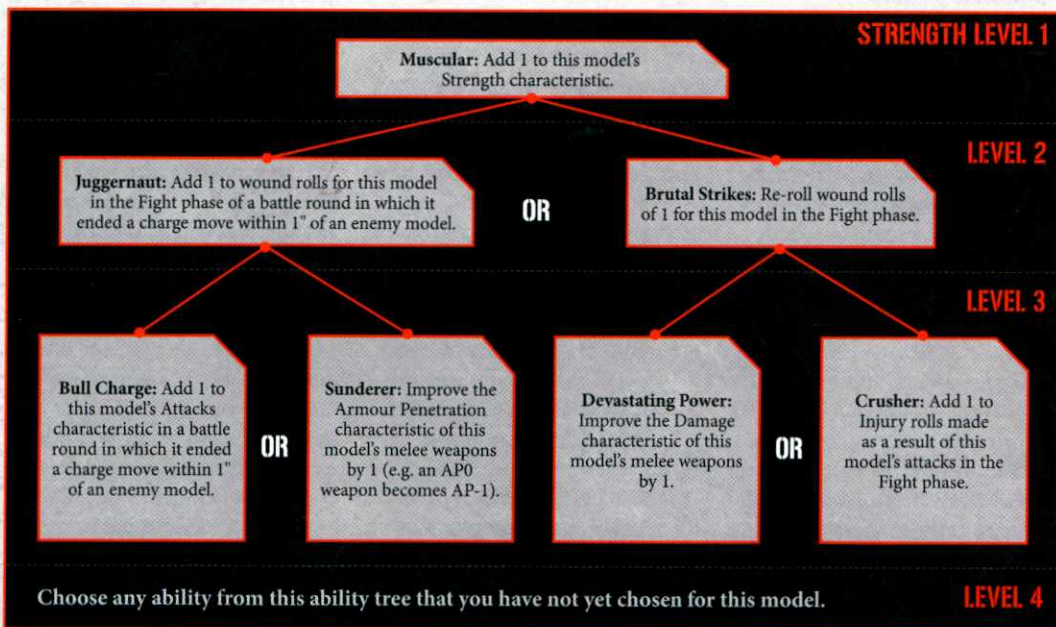 STRENGTH LEVEL 1
Muscular: Add 1 to this model's
Strength characteristic.
LEVEL 2
Juggernaut: Add 1 to wound rolls for this model
in the Fight phase of a battle round in which it
ended a charge move within 1" of an enemy model.
OR
Brutal Strikes: Re-roll wound rolls
of 1 for this model in the Fight phase.
LEVEL 3
Bull Charge: Add 1 to
this model's Attacks
characteristic in a battle
round in which it ended
a charge move within 1"
of an enemy model.
OR
Sunderer: Improve the
Armour Penetration
characteristic of this
model's melee weapons
by 1 (e.g. an AP0
weapon becomes AP-1).
Devastating Power:
Improve the Damage
characteristic of this
model's melee weapons
by 1.
OR
Crusher: Add 1 to
Injury rolls made
as a result of this
model's attacks in the
Fight phase.
Choose any ability from this ability tree that you have not yet chosen for this model.
LEVEL 4